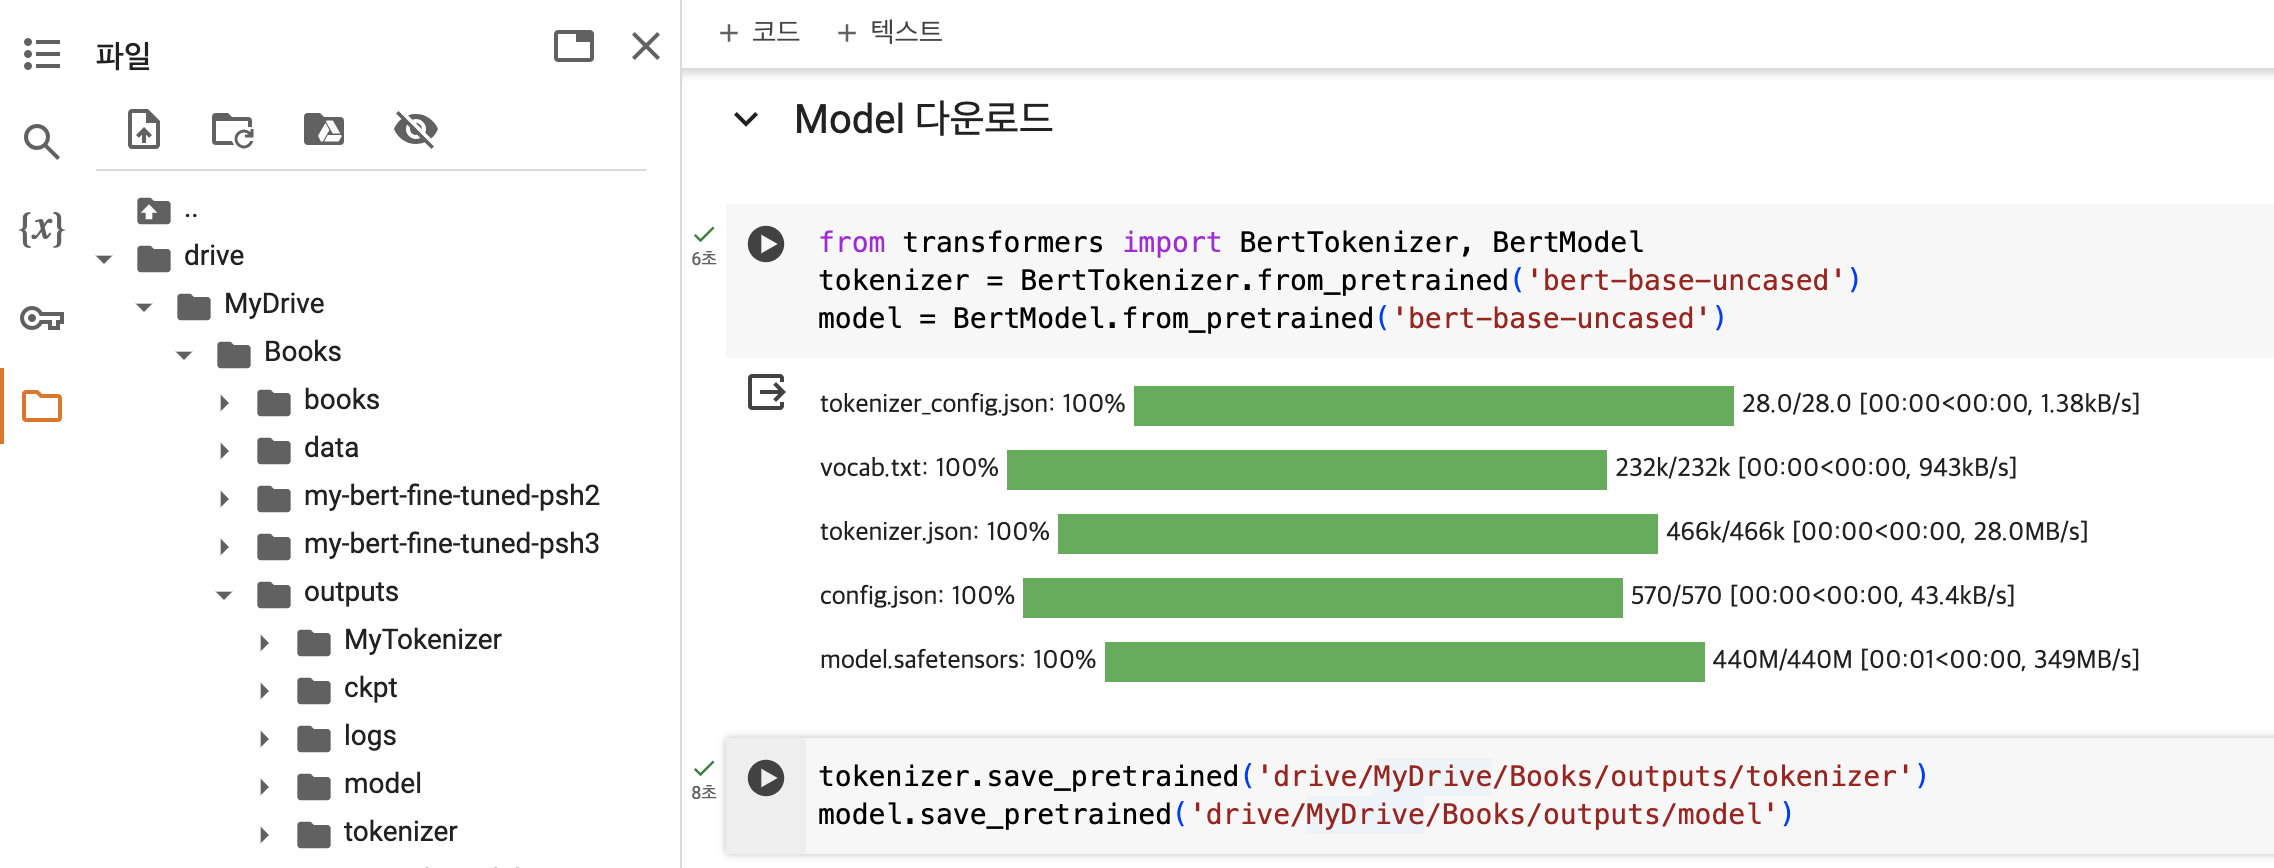 파일
..
drive
MyDrive
Books
books
data
my-bert-fine-tuned-psh2
my-bert-fine-tuned-psh3
outputs
MyTokenizer
ckpt
logs
model
tokenizer
+ 코드 + 텍스트
Model 다운로드
6초
from transformers import BertTokenizer, BertModel
tokenizer = BertTokenizer.from_pretrained('bert-base-uncased')
model = BertModel.from_pretrained('bert-base-uncased')
tokenizer_config.json: 100% 28.0/28.0 [00:00<00:00, 1.38kB/s]
vocab.txt: 100% 232k/232k [00:00<00:00, 943kB/s]
tokenizer.json: 100% 466k/466k [00:00<00:00, 28.0MB/s]
config.json: 100% 570/570 [00:00<00:00, 43.4kB/s]
model.safetensors: 100% 440M/440M [00:01<00:00, 349MB/s]
8초
tokenizer.save_pretrained('drive/MyDrive/Books/outputs/tokenizer')
model.save_pretrained('drive/MyDrive/Books/outputs/model')